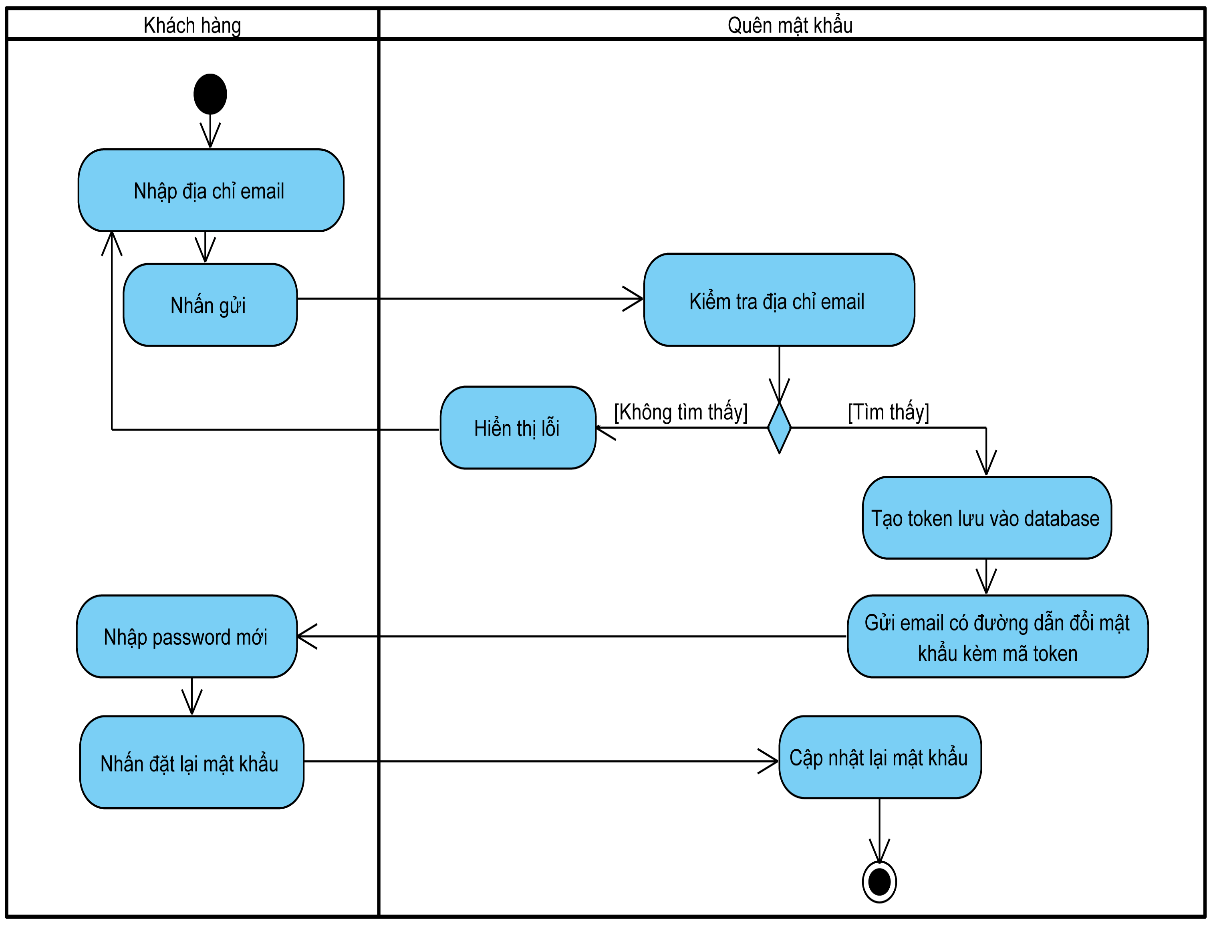 Khách hàng
Quên mật khẩu
Nhập địa chỉ email
Nhấn gửi
Kiểm tra địa chỉ email
[Không tìm thấy]
[Tìm thấy]
Hiển thị lỗi
Tạo token lưu vào database
Gửi email có đường dẫn đổi mật
khẩu kèm mã token
Nhập password mới
Nhấn đặt lại mật khẩu
Cập nhật lại mật khẩu